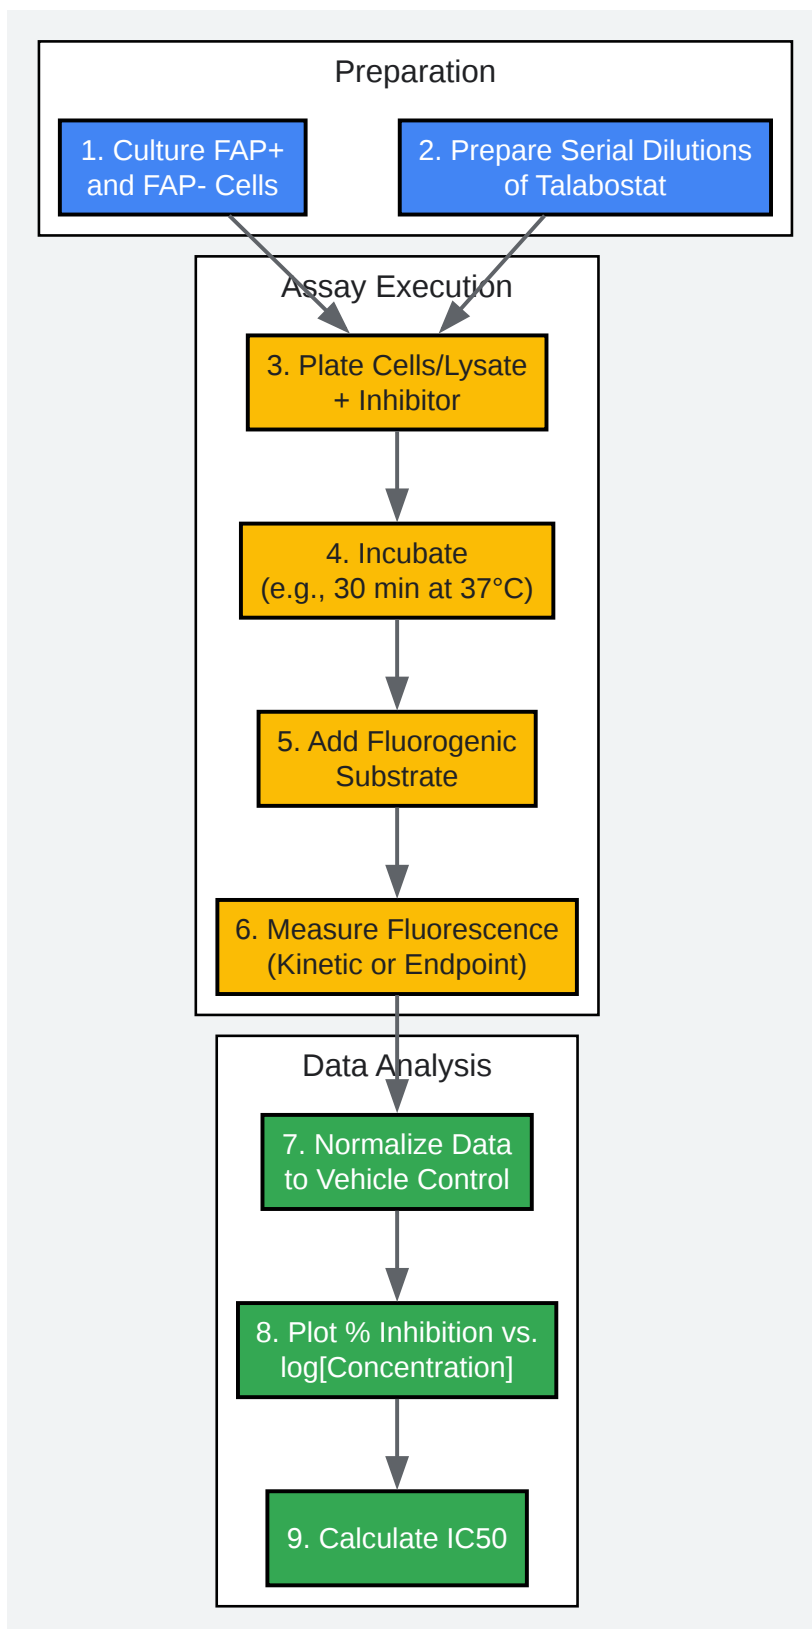 Preparation
1. Culture FAP+
and FAP- Cells
2. Prepare Serial Dilutions
of Talabostat
Assay Execution
3. Plate Cells/Lysate
+ Inhibitor
4. Incubate
(e.g., 30 min at 37°C)
5. Add Fluorogenic
Substrate
6. Measure Fluorescence
(Kinetic or Endpoint)
Data Analysis
7. Normalize Data
to Vehicle Control
8. Plot % Inhibition vs.
log[Concentration]
9. Calculate IC50